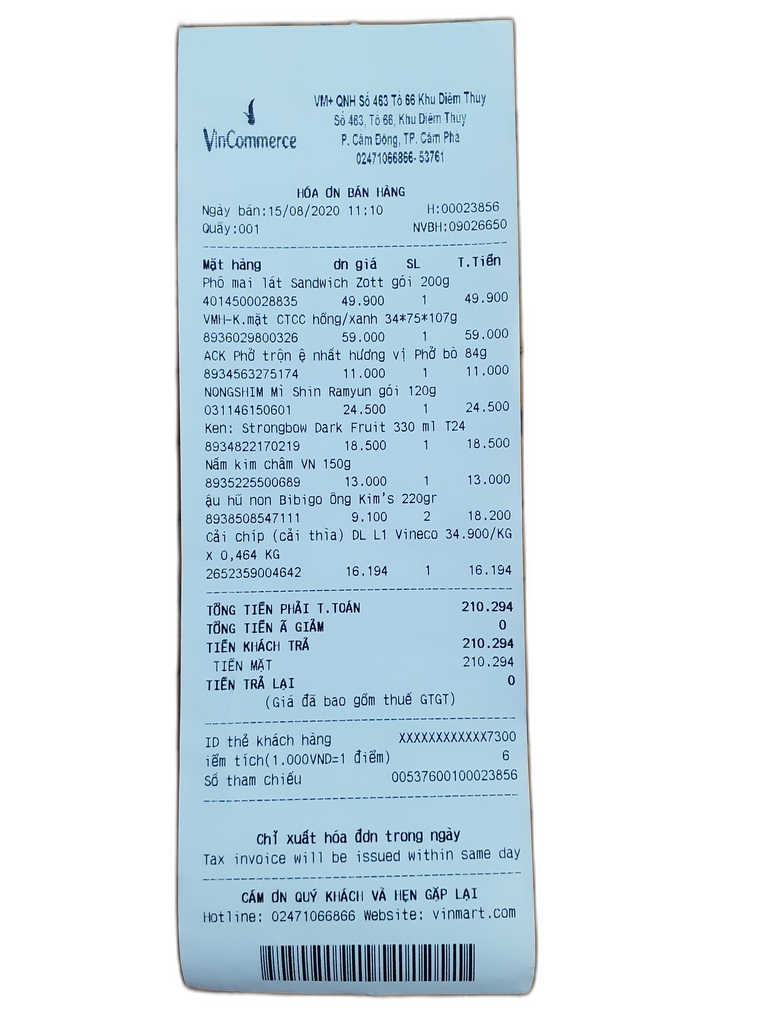 VinCommerce
VM+ QNH Số 463 Tổ 66 Khu Diêm Thủy
Số 463, Tổ 66, Khu Diêm Thủy
P. Cẩm Đông, TP. Cẩm Phả
02471066866-53761
HÓA ƠN BÁN HÀNG
Ngày bán:15/08/2020 11:10 H:00023856
Quầy:001 NVBH:09026650
Mặt hàng ơn giá SL T.Tiền
Phô mai lát Sandwich Zott gói 200g
4014500028835 49.900 1 49.900
VMH-K.mặt CTCC hồng/xanh 34*75*107g
8936029800326 59.000 1 59.000
ACK Phở trộn ệ nhất hương vị Phở bò 84g
8934563275174 11.000 1 11.000
NONGSHIM Mì Shin Ramyun gói 120g
031146150601 24.500 1 24.500
Ken: Strongbow Dark Fruit 330 ml T24
8934822170219 18.500 1 18.500
Nấm kim châm VN 150g
8935225500689 13.000 1 13.000
ậu hũ non Bibigo Ông Kim's 220gr
8938508547111 9.100 2 18.200
Cải chíp (cải thìa) DL L1 Vineco 34.900/KG
X 0,464 KG
2652359004642 16.194 1 16.194
TỔNG TIỀN PHẢI T.TOÁN 210.294
TỔNG TIỀN Ã GIẢM 0
TIỀN KHÁCH TRẢ 210.294
TIỀN MẶT 210.294
TIỀN TRẢ LẠI 0
(Giá đã bao gồm thuế GTGT)
ID thẻ khách hàng XXXXXXXXXXXX7300
iểm tích(1.000VND=1 điểm) 6
Số tham chiếu 00537600100023856
Chỉ xuất hóa đơn trong ngày
Tax invoice will be issued within same day
CẢM ƠN QUÝ KHÁCH VÀ HẸN GẶP LẠI
Hotline: 02471066866 Website: vinmart.com